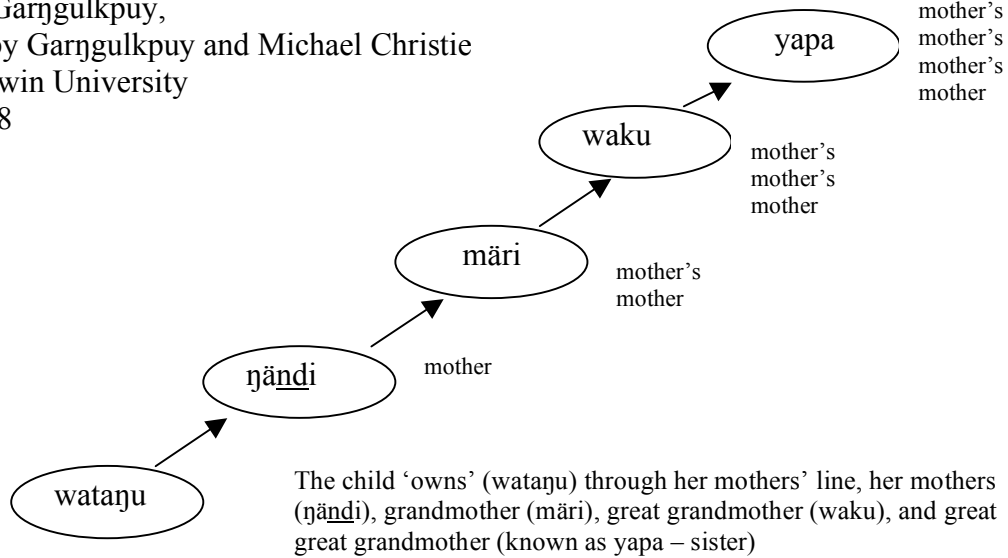 Garŋgulkpuy,
by Garŋgulkpuy and Michael Christie
win University
8
yapa
mother's
mother's
mother's
mother
waku
mother's
mother's
mother
märi
mother's
mother
ŋändi
mother
wataŋu
The child 'owns' (wataŋu) through her mothers' line, her mothers
(ŋändi), grandmother (märi), great grandmother (waku), and great
great grandmother (known as yapa – sister)